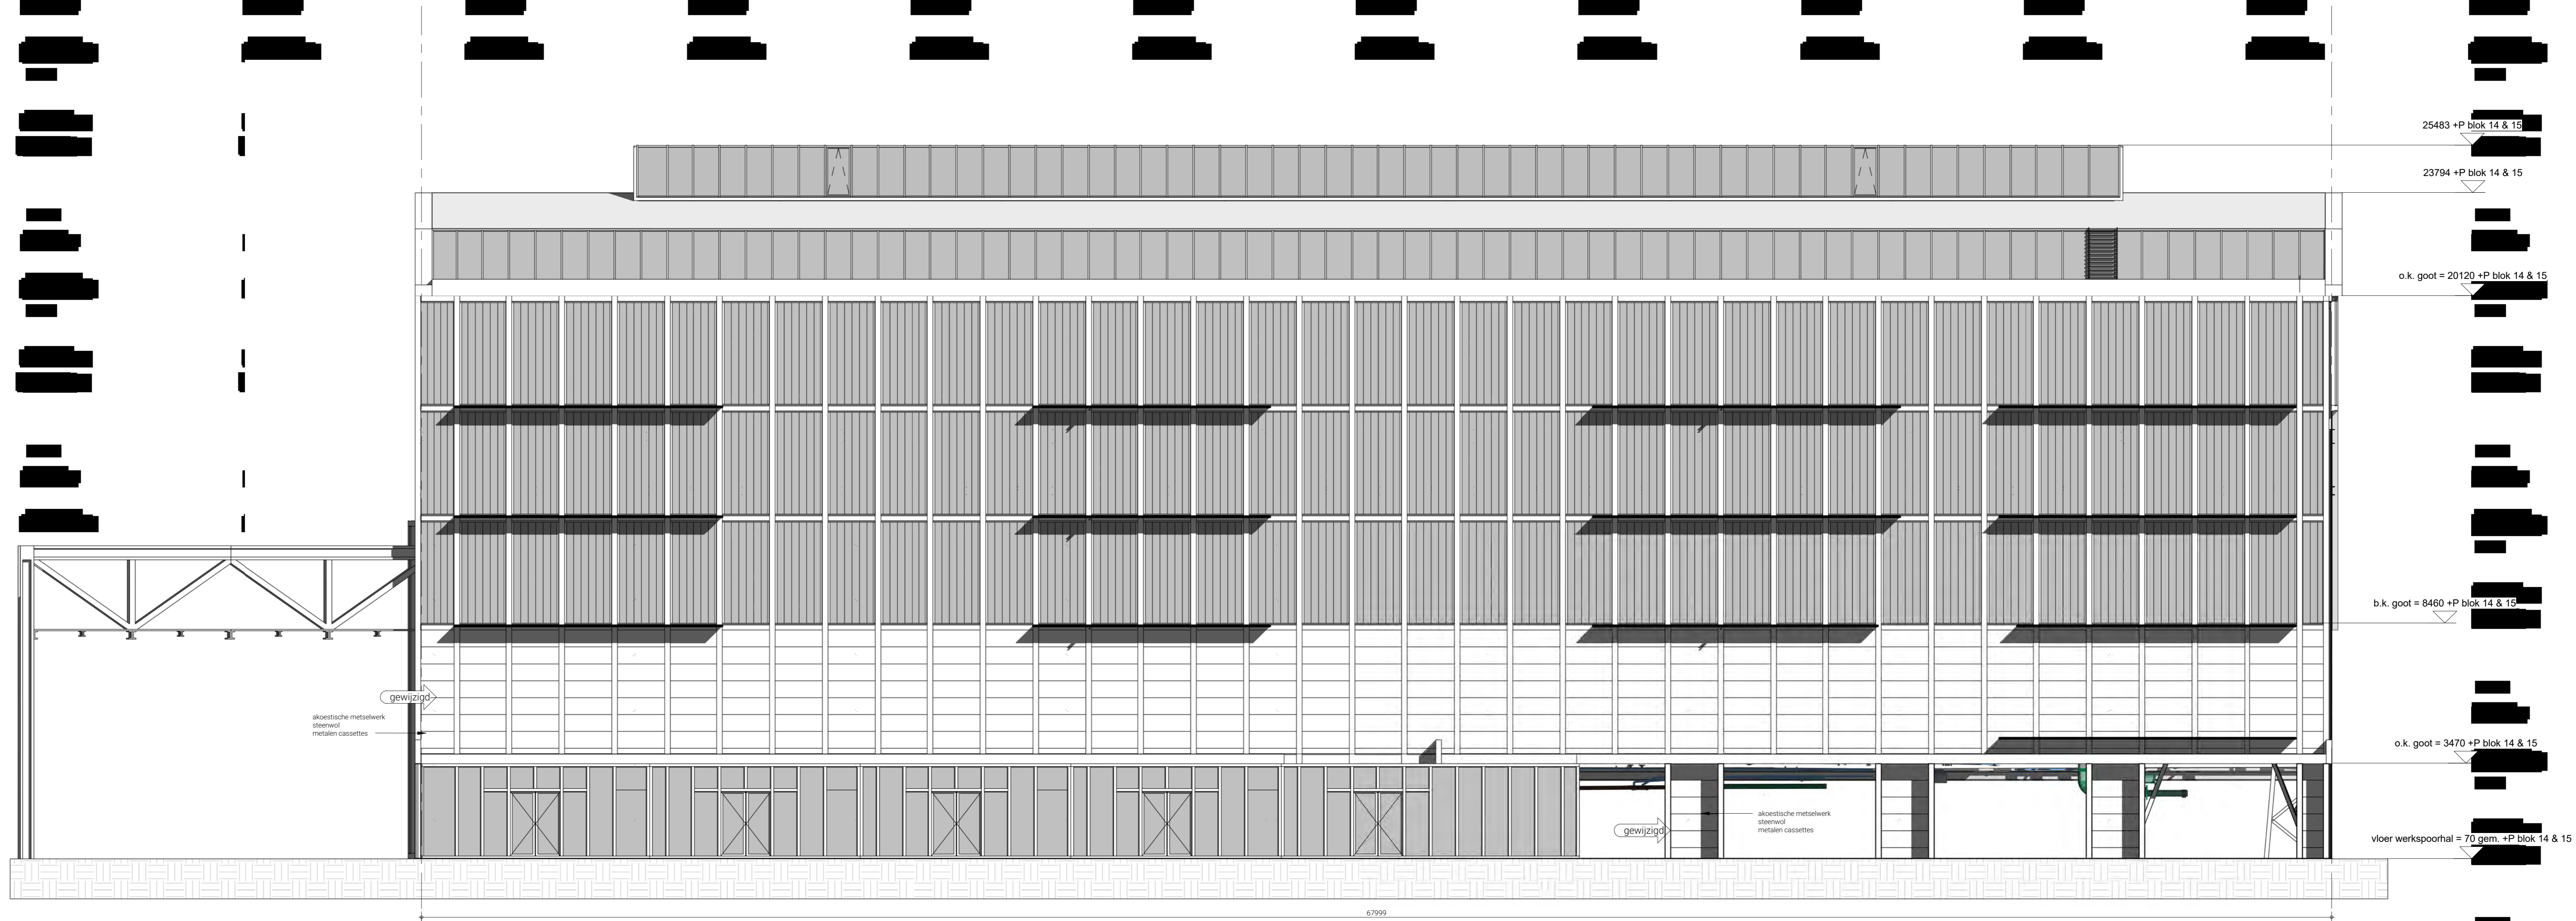 25483 +P blok 14 & 15
23794 +P blok 14 & 15
o.k. goot = 20120 +P blok 14 & 15
b.k. goot = 8460 +P blok 14 & 15
gewijzigd
akoestische metselwerk
steenwol
metalen cassettes
o.k. goot = 3470 +P blok 14 & 15
akoestische metselwerk
steenwol
metalen cassettes
gewijzigd
vloer werkspoorhal = 70 gem. +P blok 14 & 15
67999